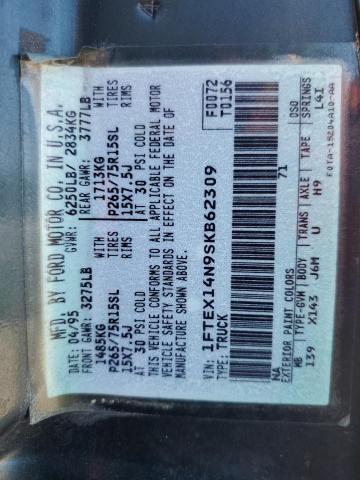 MFD. BY FORD MOTOR CO. IN U.S.A.
DATE: 04/95 GVWR: 6250LB/ 2834KG
FRONT GAWR: 3275LB REAR GAWR: 3777LB
1485KG WITH 1713KG WITH
P265/75R15SL TIRES P265/75R15SL TIRES
15X7.5J RIMS 15X7.5J RIMS
AT 30 PSI COLD AT 30 PSI COLD
THIS VEHICLE CONFORMS TO ALL APPLICABLE FEDERAL MOTOR
VEHICLE SAFETY STANDARDS IN EFFECT ON THE DATE OF
MANUFACTURE SHOWN ABOVE.
VIN: 1FTEX14N9SKB62309 F0072
TYPE: TRUCK T0156
EXTERIOR PAINT COLORS 71 DSO
NA
WB TYPE-GVW BODY TRANS AXLE TAPE SPRINGS
139 X143 J6M U H9 L4I
F0TA-15204A10-AA